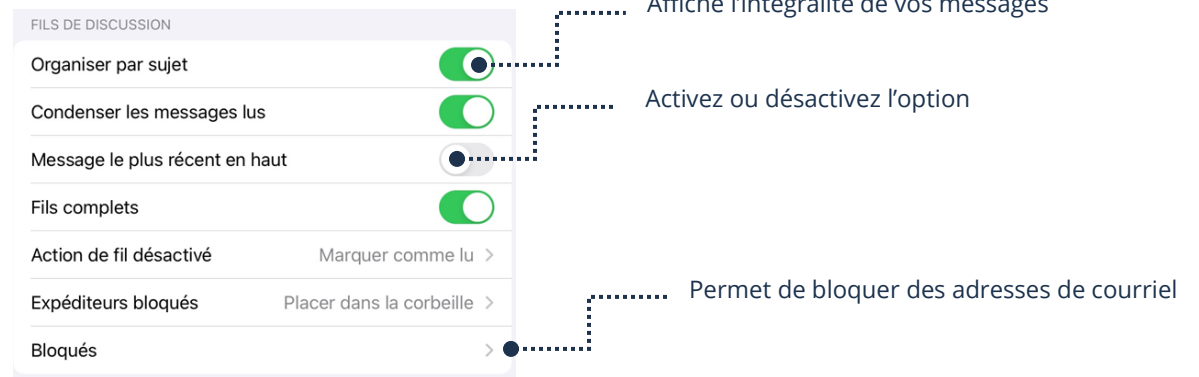 Affiche l'intégralité de vos messages
FILS DE DISCUSSION
Organiser par sujet
Condenser les messages lus
Activez ou désactivez l'option
Message le plus récent en haut
Fils complets
Action de fil désactivé Marquer comme lu
Expéditeurs bloqués Placer dans la corbeille
Permet de bloquer des adresses de courriel
Bloqués